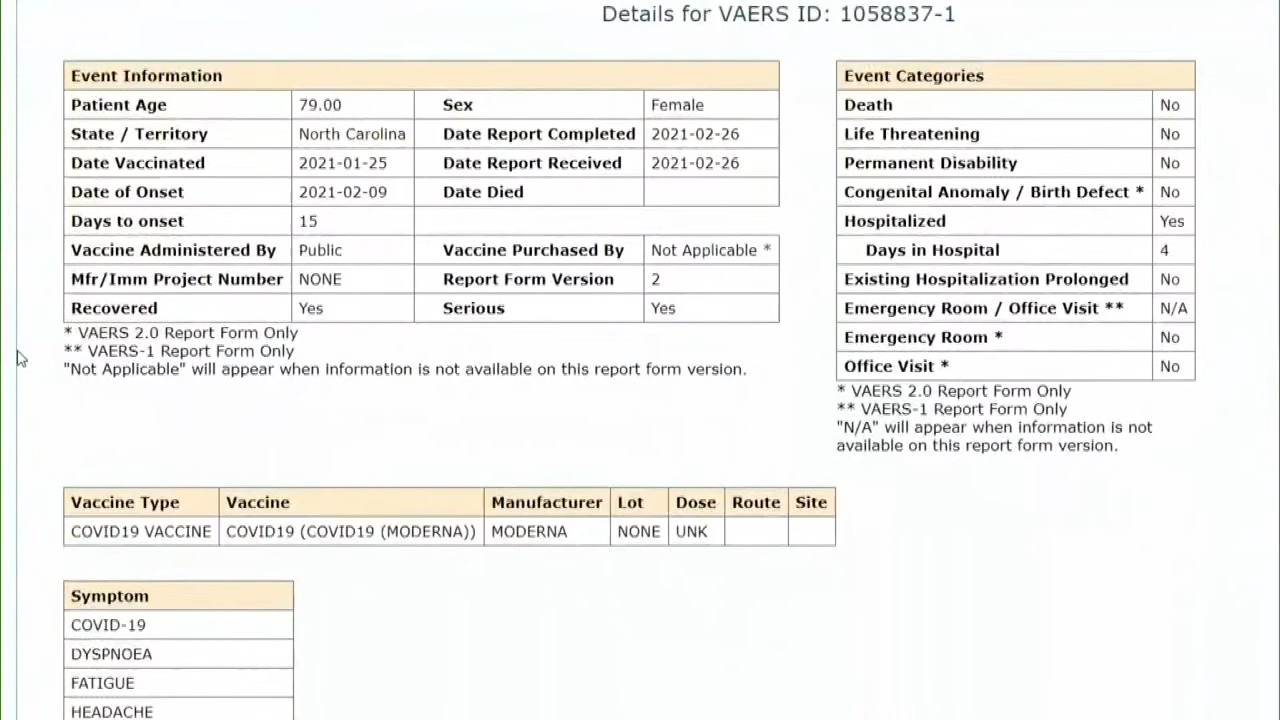 Details for VAERS ID: 1058837-1
Event Information
Patient Age 79.00 Sex Female
State / Territory North Carolina Date Report Completed 2021-02-26
Date Vaccinated 2021-01-25 Date Report Received 2021-02-26
Date of Onset 2021-02-09 Date Died
Days to onset 15
Vaccine Administered By Public Vaccine Purchased By Not Applicable *
Mfr/Imm Project Number NONE Report Form Version 2
Recovered Yes Serious Yes
* VAERS 2.0 Report Form Only
** VAERS-1 Report Form Only
"Not Applicable" will appear when information is not available on this report form version.
Event Categories
Death No
Life Threatening No
Permanent Disability No
Congenital Anomaly / Birth Defect * No
Hospitalized Yes
Days in Hospital 4
Existing Hospitalization Prolonged No
Emergency Room / Office Visit ** N/A
Emergency Room * No
Office Visit * No
* VAERS 2.0 Report Form Only
** VAERS-1 Report Form Only
"N/A" will appear when information is not
available on this report form version.
Vaccine Type Vaccine Manufacturer Lot Dose Route Site
COVID19 VACCINE COVID19 (COVID19 (MODERNA)) MODERNA NONE UNK
Symptom
COVID-19
DYSPNOEA
FATIGUE
HEADACHE